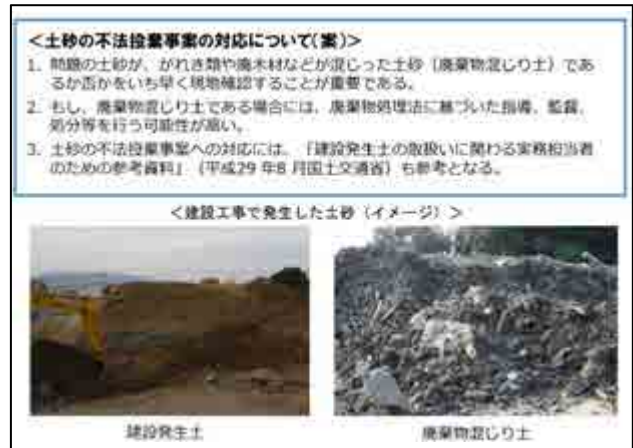 ＜土砂の不法投棄事案の対応について（案）＞
1. 問題の土砂が、がれき類や廃木材などが混じった土砂（廃棄物混じり土）であ
るか否かをいち早く現地確認することが重要である。
2. もし、廃棄物混じり土である場合には、廃棄物処理法に基づいた指導、監督、
処分等を行う可能性が高い。
3. 土砂の不法投棄事案への対応には、「建設発生土の取扱いに関わる実務担当者
のための参考資料」（平成29 年8 月国土交通省）も参考となる。
＜建設工事で発生した土砂（イメージ）＞
建設発生土
廃棄物混じり土